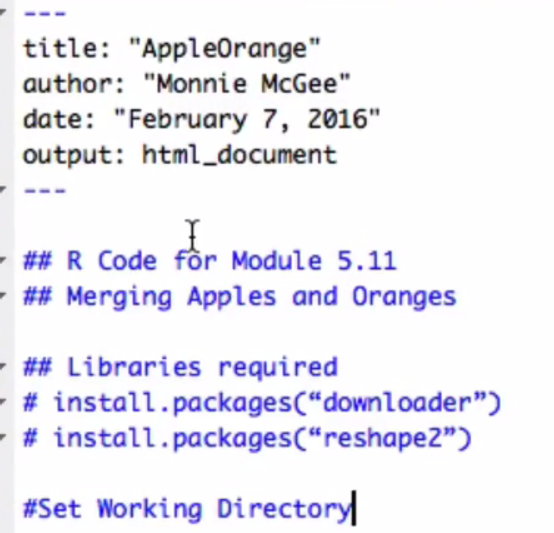 ---
title: "AppleOrange"
author: "Monnie McGee"
date: "February 7, 2016"
output: html_document
---
## R Code for Module 5.11
## Merging Apples and Oranges
## Libraries required
# install.packages(“downloader”)
# install.packages(“reshape2”)
#Set Working Directory